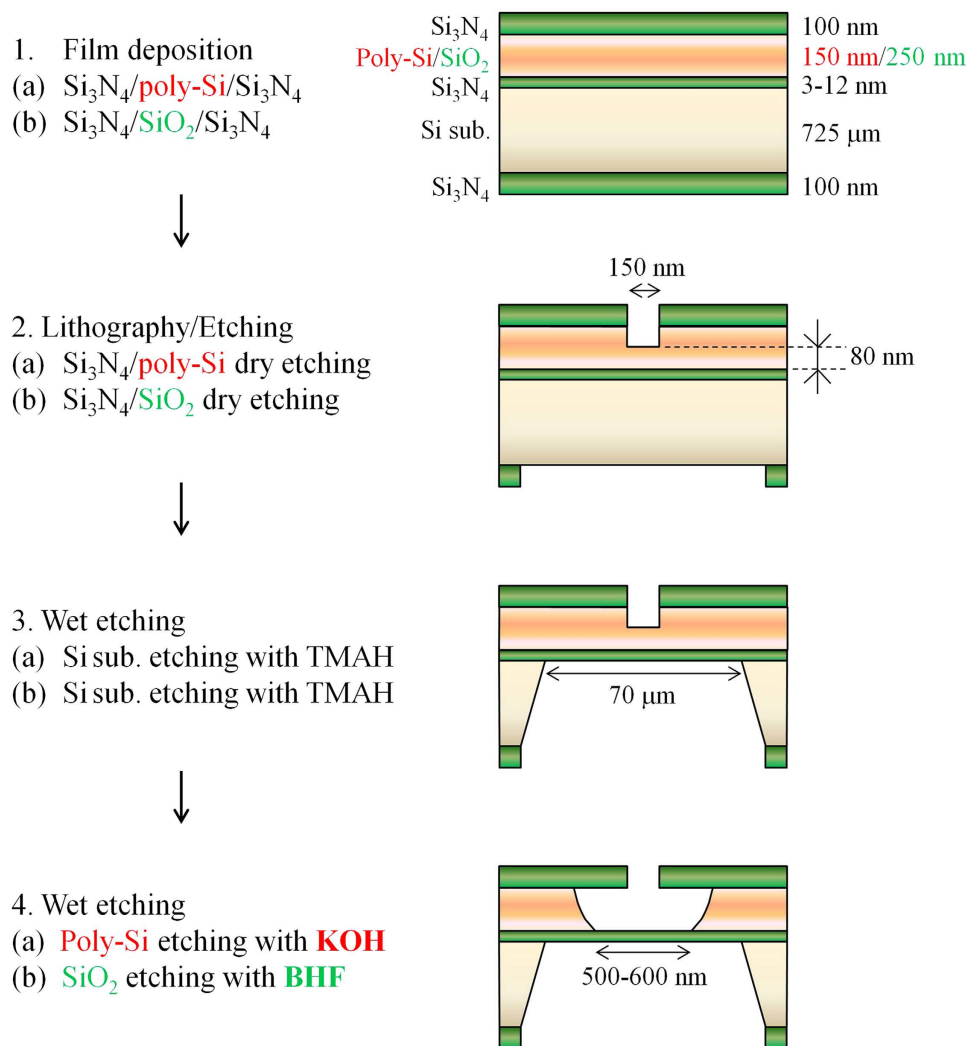 1. Film deposition
(a) Si₃N₄/poly-Si/Si₃N₄
(b) Si₃N₄/SiO₂/Si₃N₄
Si₃N₄ 100 nm
Poly-Si/SiO₂ 150 nm/250 nm
Si₃N₄ 3-12 nm
Si sub. 725 μm
Si₃N₄ 100 nm
2. Lithography/Etching
(a) Si₃N₄/poly-Si dry etching
(b) Si₃N₄/SiO₂ dry etching
150 nm
80 nm
3. Wet etching
(a) Si sub. etching with TMAH
(b) Si sub. etching with TMAH
70 μm
4. Wet etching
(a) Poly-Si etching with KOH
(b) SiO₂ etching with BHF
500-600 nm